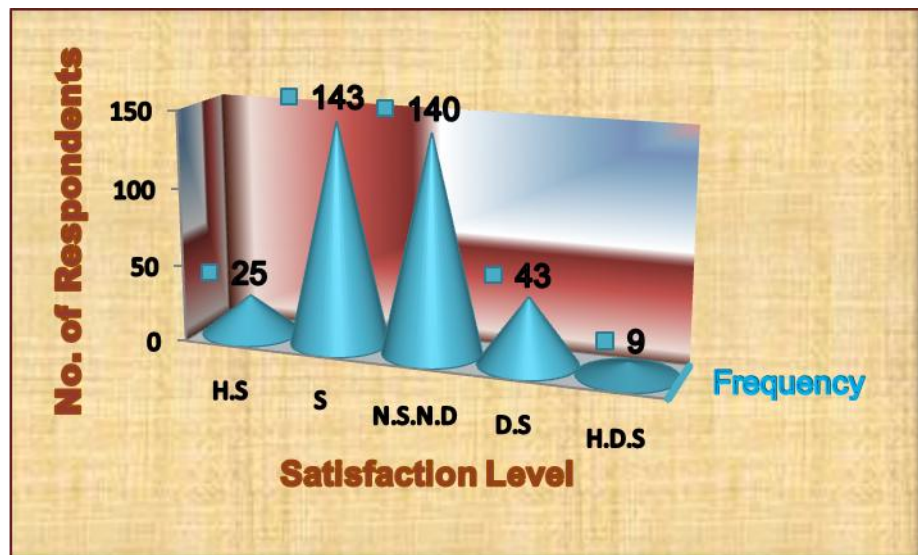 No. of Respondents
150
100
50
0
25
143
140
43
9
H.S
S
N.S.N.D
D.S
H.D.S
Frequency
Satisfaction Level